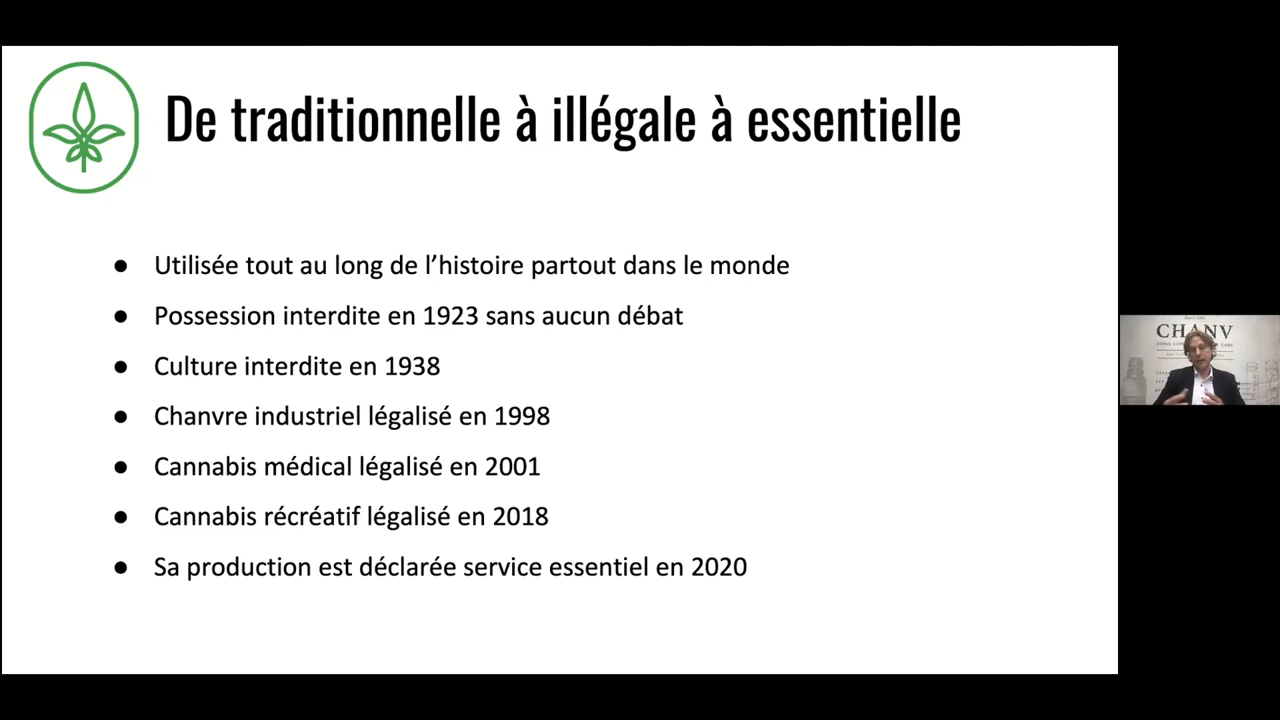 De traditionnelle à illégale à essentielle
● Utilisée tout au long de l’histoire partout dans le monde
● Possession interdite en 1923 sans aucun débat
● Culture interdite en 1938
● Chanvre industriel légalisé en 1998
● Cannabis médical légalisé en 2001
● Cannabis récréatif légalisé en 2018
● Sa production est déclarée service essentiel en 2020
CHANV